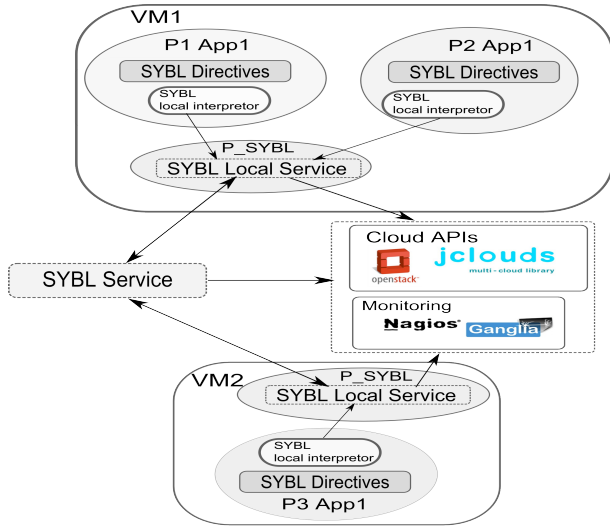 VM1
P1 App1
SYBL Directives
SYBL
local interpretor
P2 App1
SYBL Directives
SYBL
local interpretor
P_SYBL
SYBL Local Service
SYBL Service
Cloud APIs
openstack™
jclouds
multi-cloud library
Monitoring
Nagios®
Ganglia
VM2
P_SYBL
SYBL Local Service
SYBL
local interpretor
SYBL Directives
P3 App1